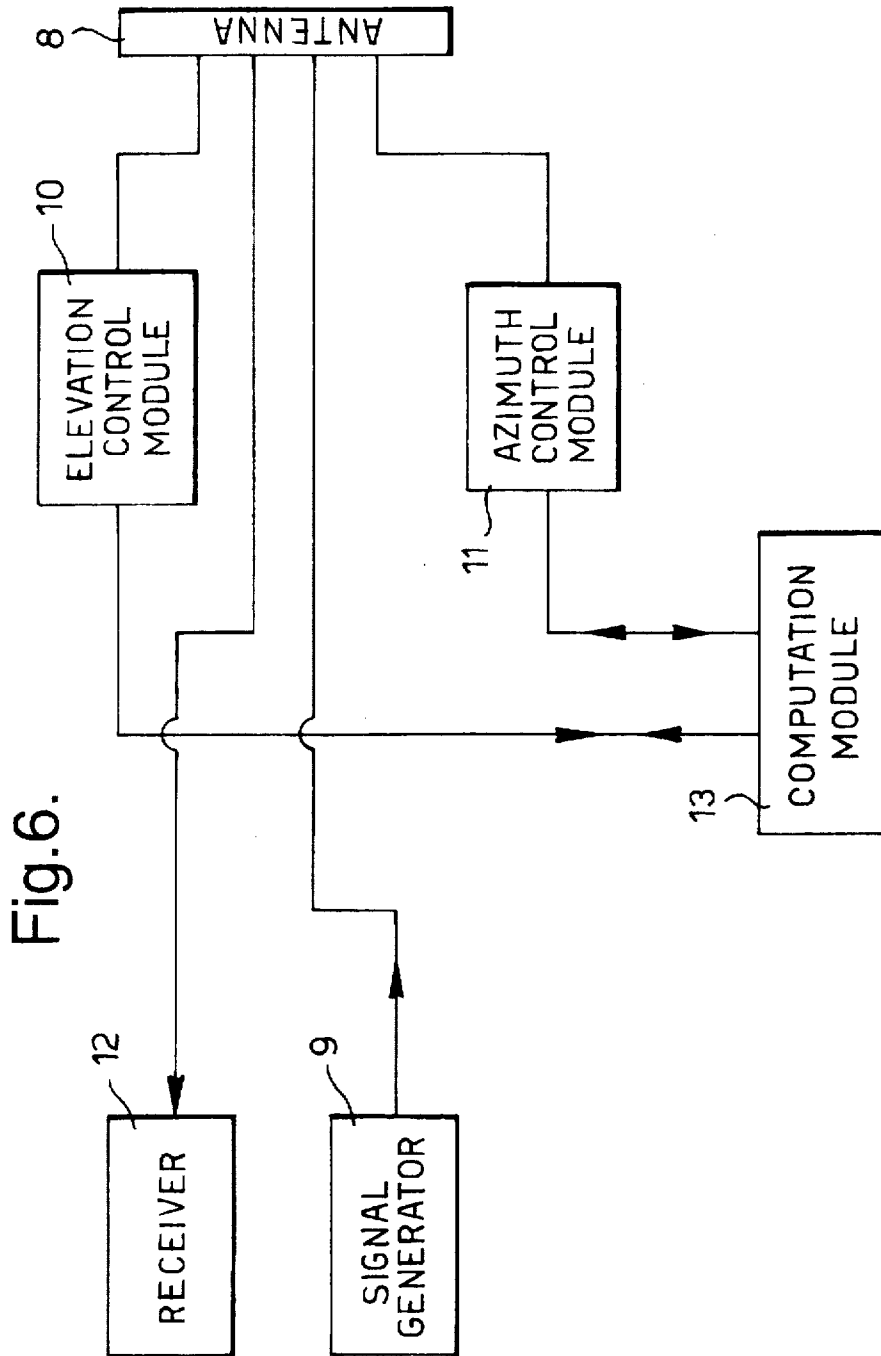 Fig.6.
8
ANTENNA
10
ELEVATION
CONTROL
MODULE
AZIMUTH
CONTROL
MODULE
11
12
RECEIVER
9
SIGNAL
GENERATOR
13
COMPUTATION
MODULE